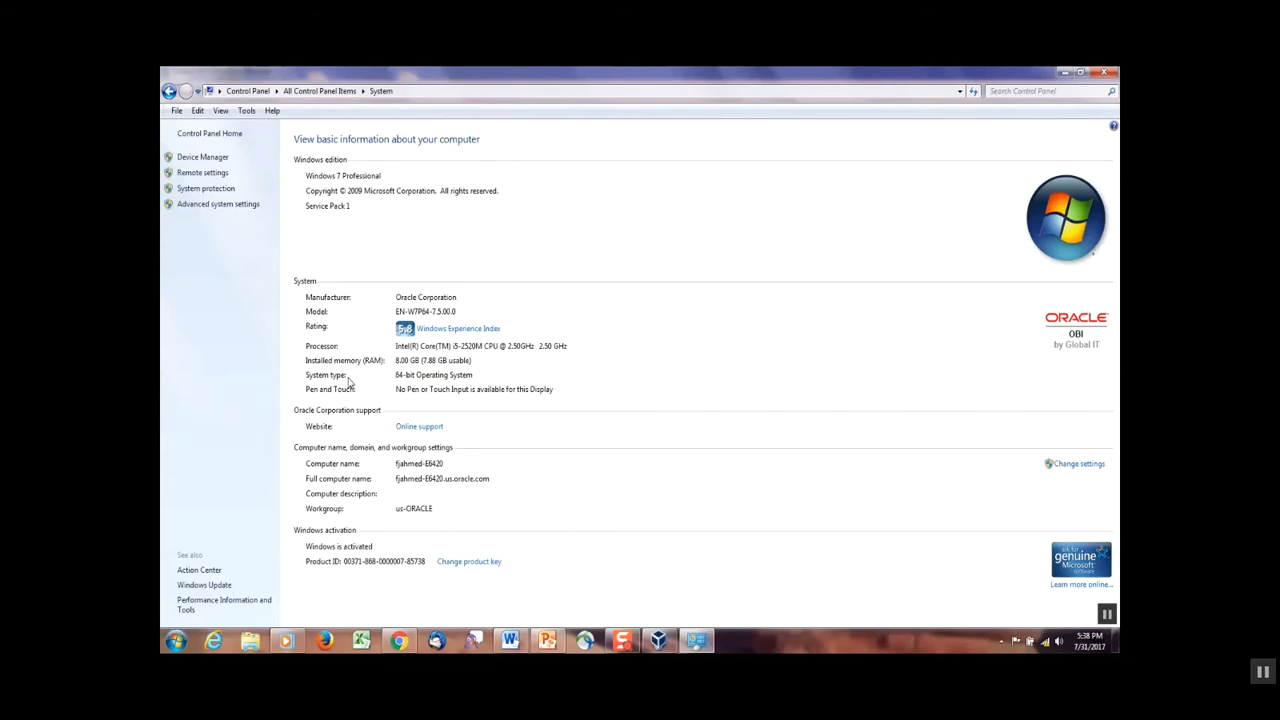 Control Panel ▸ All Control Panel Items ▸ System
Search Control Panel
File Edit View Tools Help
Control Panel Home
Device Manager
Remote settings
System protection
Advanced system settings
View basic information about your computer
Windows edition
Windows 7 Professional
Copyright © 2009 Microsoft Corporation. All rights reserved.
Service Pack 1
System
Manufacturer: Oracle Corporation
Model: EN-W7P64-7.5.00.0
Rating: 5,8 Windows Experience Index
Processor: Intel(R) Core(TM) i5-2520M CPU @ 2.50GHz 2.50 GHz
Installed memory (RAM): 8.00 GB (7.88 GB usable)
System type: 64-bit Operating System
Pen and Touch: No Pen or Touch Input is available for this Display
ORACLE
OBI
by Global IT
Oracle Corporation support
Website: Online support
Computer name, domain, and workgroup settings
Computer name: fjahmed-E6420
Change settings
Full computer name: fjahmed-E6420.us.oracle.com
Computer description:
Workgroup: us-ORACLE
Windows activation
Windows is activated
Product ID: 00371-868-0000007-85738 Change product key
ask for
genuine
Microsoft
software
Learn more online...
See also
Action Center
Windows Update
Performance Information and
Tools
5:38 PM
7/31/2017